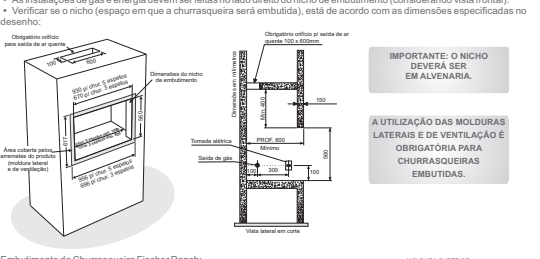 • As instalações de gás e energia devem ser feitas no lado direito do nicho de embutimento (considerando vista frontal).
• Verificar se o nicho (espaço em que a churrasqueira será embutida), está de acordo com as dimensões especificadas no
desenho:
Obrigatório orifício
para saída de ar quente
100
600
930 p/ chur. 5 espetos
670 p/ chur. 3 espetos
Dimensões do nicho
de embutimento
560
617
Área coberta pelos
arremates do produto
(moldura lateral
e de ventilação)
956 p/ chur. 5 espetos
696 p/ chur. 3 espetos
Obrigatório orifício p/ saída de ar
quente 100 x 600mm
Dimensões em milímetros
Min. 400
150
PROF. 600
Mínimo
Tomada elétrica
Saída de gás
560
100
300
100
Vista lateral em corte
IMPORTANTE: O NICHO
DEVERÁ SER
EM ALVENARIA.
A UTILIZAÇÃO DAS MOLDURAS
LATERAIS E DE VENTILAÇÃO É
OBRIGATÓRIA PARA
CHURRASQUEIRAS
EMBUTIDAS.